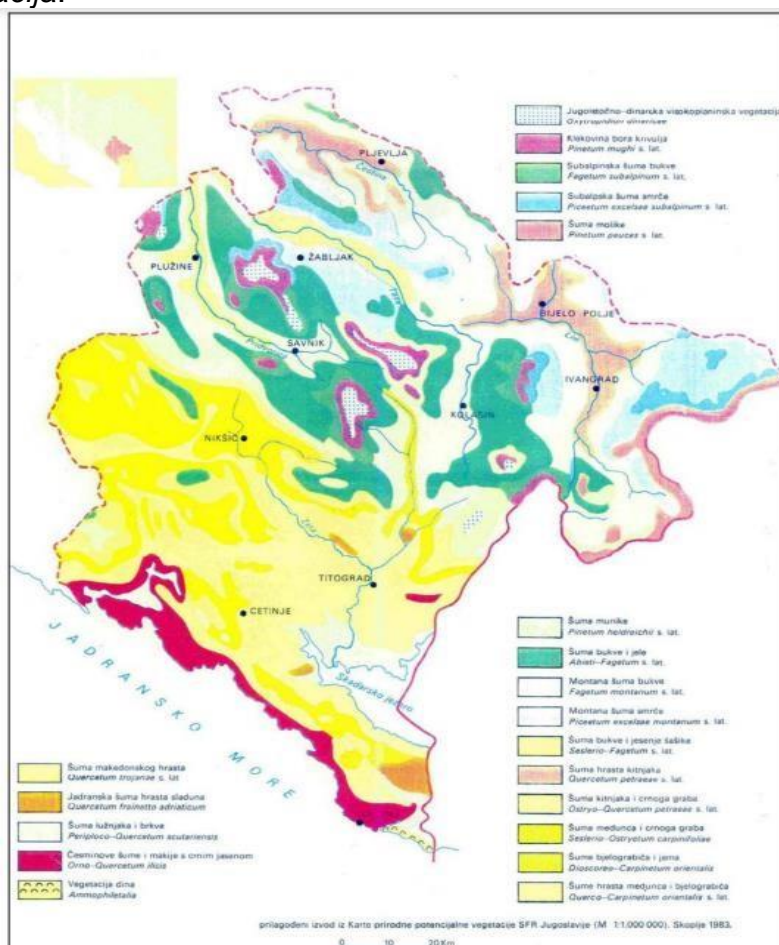 PLJEVLJA
PLUŽINE
ŽABLJAK
ŠAVNIK
BIJELO POLJE
IVANGRAD
KOLAŠIN
NIKŠIĆ
TITOGRAD
CETINJE
Skadarsko jezero
JADRANSKO MORE
Jugoistočno-dinarska visokoplaninska vegetacija
Oxytropidion dinaricae
Klekovina bora krivulja
Pinetum mughi s. lat.
Subalpinska šuma bukve
Fagetum subalpinum s. lat.
Subalpska šuma smrče
Piceetum excelsae subalpinum s. lat.
Šuma molike
Pinetum peuces s. lat.
Šuma munike
Pinetum heldreichii s. lat.
Šuma bukve i jele
Abieti-Fagetum s. lat.
Montana šuma bukve
Fagetum montanum s. lat.
Montana šuma smrče
Piceetum excelsae montanum s. lat.
Šuma bukve i jesenje šašike
Seslerio-Fagetum s. lat.
Šuma hrasta kitnjaka
Quercetum petraeae s. lat.
Šuma kitnjaka i crnoga graba
Ostryo-Quercetum petraeae s. lat.
Šuma medunca i crnoga graba
Seslerio-Ostryetum carpinifoliae
Šume bjelograbića i
Dioscoreo-Carpinetum orientalis
Šume hrasta medunca i bjelograbića
Querco-Carpinetum orientalis s. lat.
Šuma makedonskog hrasta
Quercetum trojanae s. lat
Jadranska šuma hrasta sladuna
Quercetum frainetto adriaticum
Šuma lužnjaka i brkve
Periploco-Quercetum scutariensis
Česminove šume i makije s crnim jasenom
Orno-Quercetum ilicis
Vegetacija dina
Ammophiletalia
prilagođeni izvod iz Karte prirodne potencijalne vegetacije SFR Jugoslavije (M 1:1.000 000). Skopje 1983.
0 10 20 Km